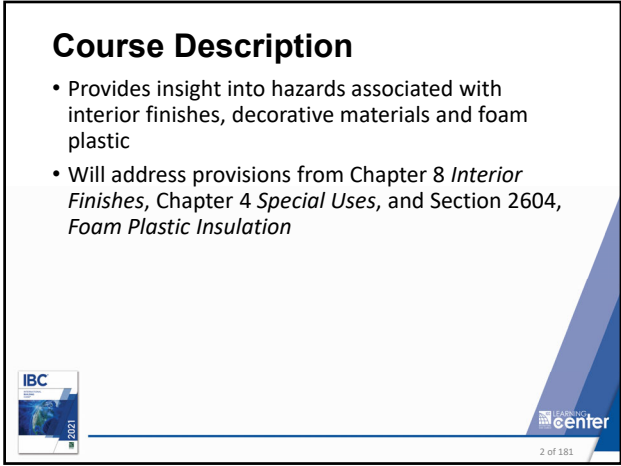 Course Description
• Provides insight into hazards associated with
interior finishes, decorative materials and foam
plastic
• Will address provisions from Chapter 8 Interior
Finishes, Chapter 4 Special Uses, and Section 2604,
Foam Plastic Insulation
IBC
2021
LEARNING
center
2 of 181